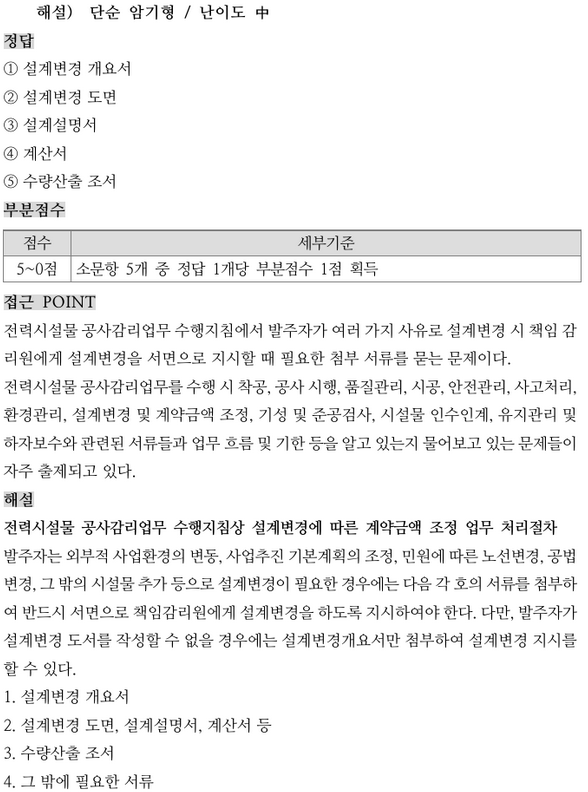 해설) 단순 암기형 / 난이도 中
정답
① 설계변경 개요서
② 설계변경 도면
③ 설계설명서
④ 계산서
⑤ 수량산출 조서
부분점수
점수 세부기준
5~0점 소문항 5개 중 정답 1개당 부분점수 1점 획득
접근 POINT
전력시설물 공사감리업무 수행지침에서 발주자가 여러 가지 사유로 설계변경 시 책임 감
리원에게 설계변경을 서면으로 지시할 때 필요한 첨부 서류를 묻는 문제이다.
전력시설물 공사감리업무를 수행 시 착공, 공사 시행, 품질관리, 시공, 안전관리, 사고처리,
환경관리, 설계변경 및 계약금액 조정, 기성 및 준공검사, 시설물 인수인계, 유지관리 및
하자보수와 관련된 서류들과 업무 흐름 및 기한 등을 알고 있는지 물어보고 있는 문제들이
자주 출제되고 있다.
해설
전력시설물 공사감리업무 수행지침상 설계변경에 따른 계약금액 조정 업무 처리절차
발주자는 외부적 사업환경의 변동, 사업추진 기본계획의 조정, 민원에 따른 노선변경, 공법
변경, 그 밖의 시설물 추가 등으로 설계변경이 필요한 경우에는 다음 각 호의 서류를 첨부하
여 반드시 서면으로 책임감리원에게 설계변경을 하도록 지시하여야 한다. 다만, 발주자가
설계변경 도서를 작성할 수 없을 경우에는 설계변경개요서만 첨부하여 설계변경 지시를
할 수 있다.
1. 설계변경 개요서
2. 설계변경 도면, 설계설명서, 계산서 등
3. 수량산출 조서
4. 그 밖에 필요한 서류